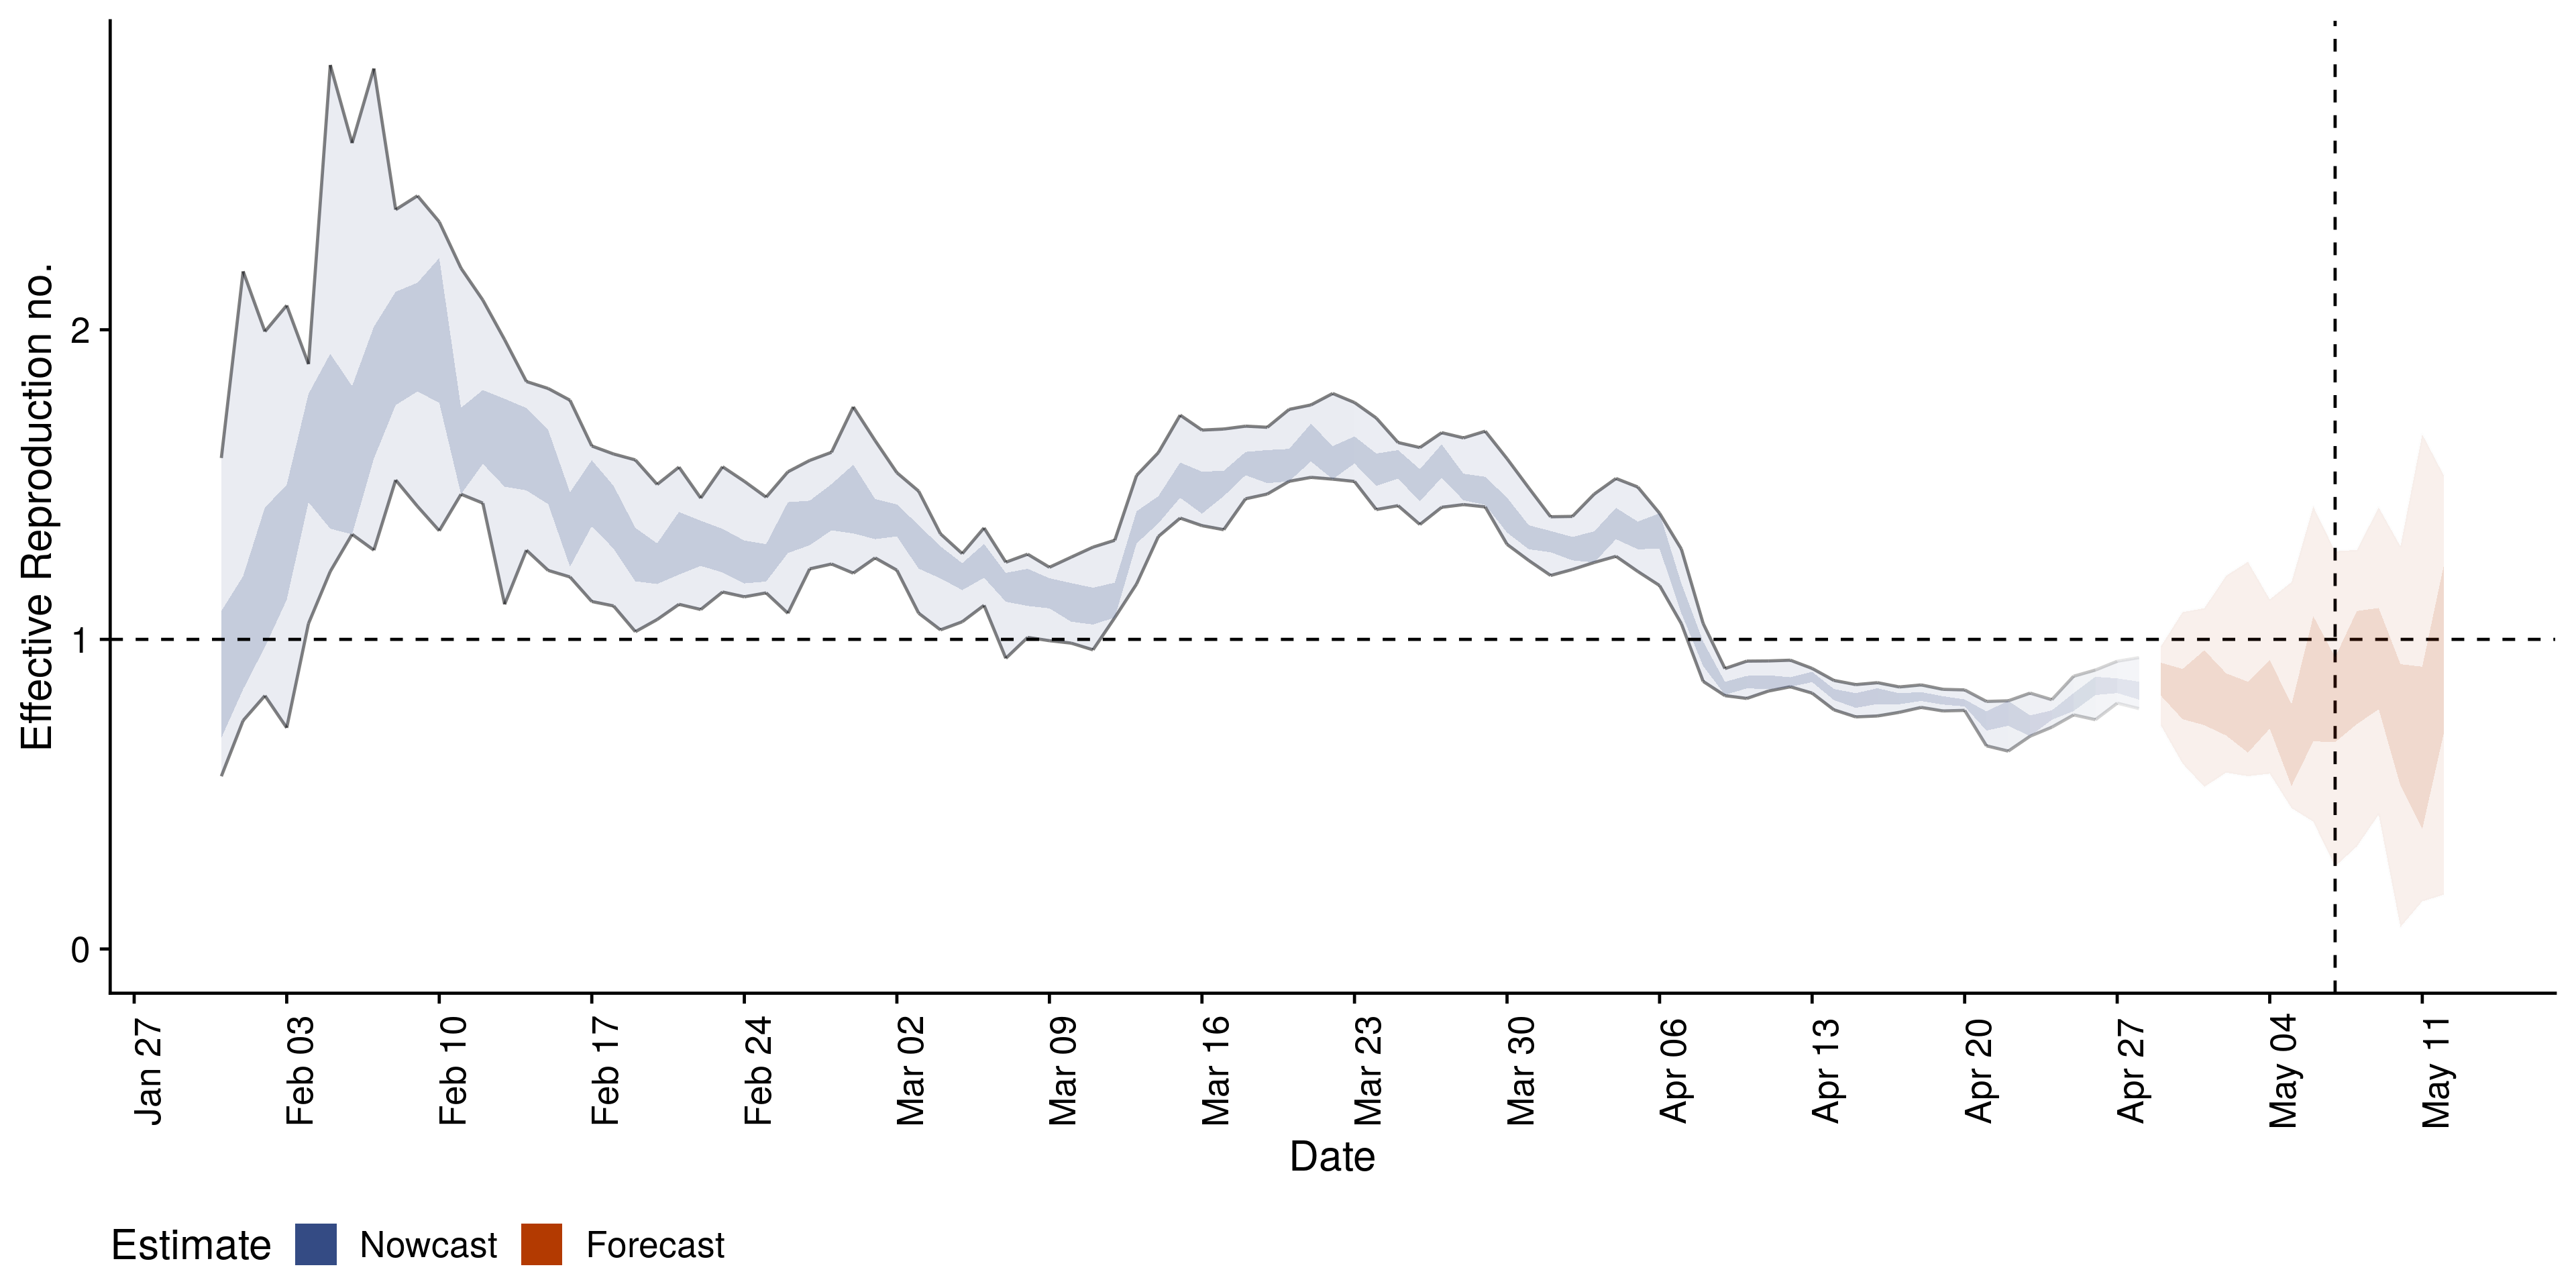 Effective Reproduction no.
2
1
0
Jan 27
Feb 03
Feb 10
Feb 17
Feb 24
Mar 02
Mar 09
Mar 16
Mar 23
Mar 30
Apr 06
Apr 13
Apr 20
Apr 27
May 04
May 11
Date
Estimate Nowcast Forecast